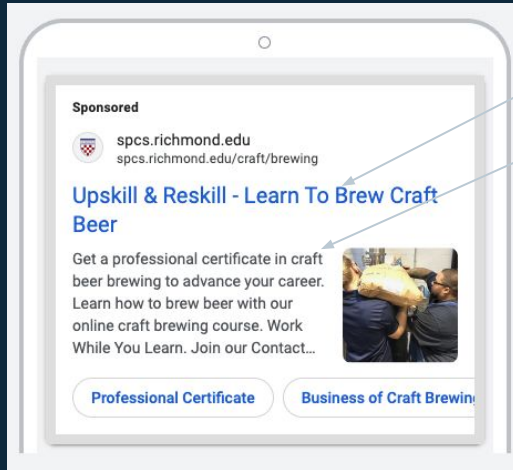 Sponsored
spcs.richmond.edu
spcs.richmond.edu/craft/brewing
Upskill & Reskill - Learn To Brew Craft
Beer
Get a professional certificate in craft
beer brewing to advance your career.
Learn how to brew beer with our
online craft brewing course. Work
While You Learn. Join our Contact...
Professional Certificate
Business of Craft Brewin